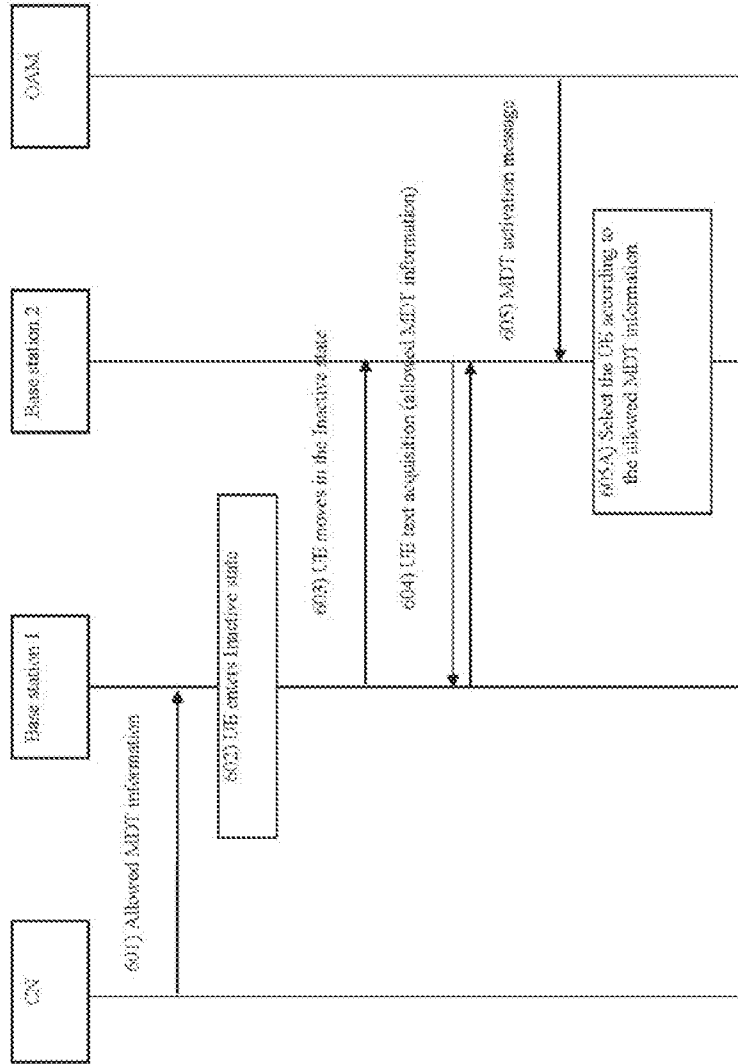 CN
Base station 1
Base station 2
OAM
601) Allowed MDT information
602) UE enters Inactive state
603) UE moves in the Inactive state
604) UE text acquisition (allowed MDT information)
605) MDT activation message
605A) Select the UE according to
the allowed MDT information